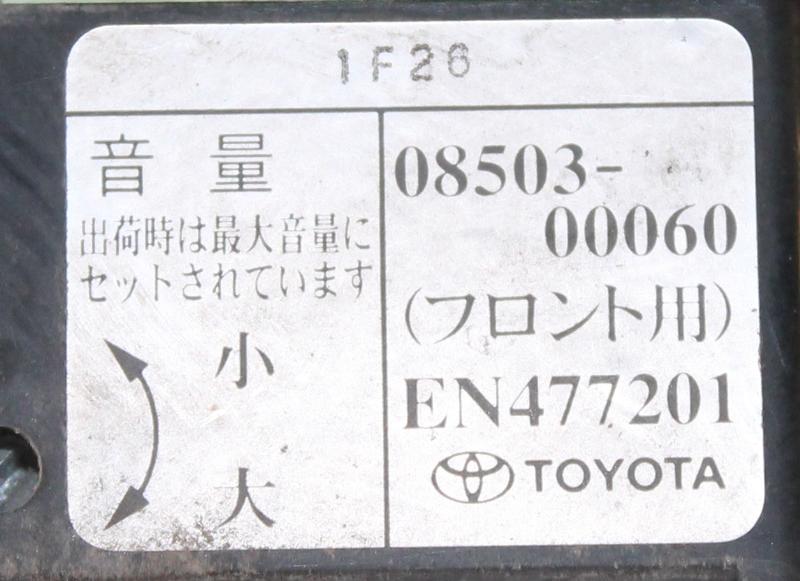 1F26
音量
出荷時は最大音量に
セットされています
小
大
08503-
00060
(フロント用)
EN477201
TOYOTA